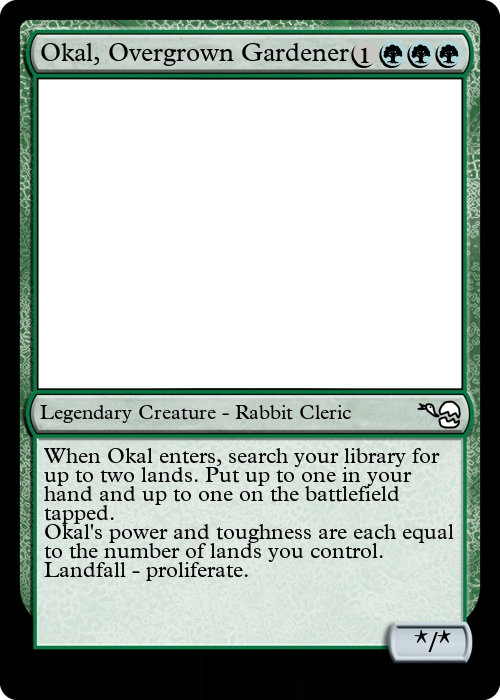 Okal, Overgrown Gardener 1
Legendary Creature - Rabbit Cleric
When Okal enters, search your library for
up to two lands. Put up to one in your
hand and up to one on the battlefield
tapped.
Okal's power and toughness are each equal
to the number of lands you control.
Landfall - proliferate.
*/*